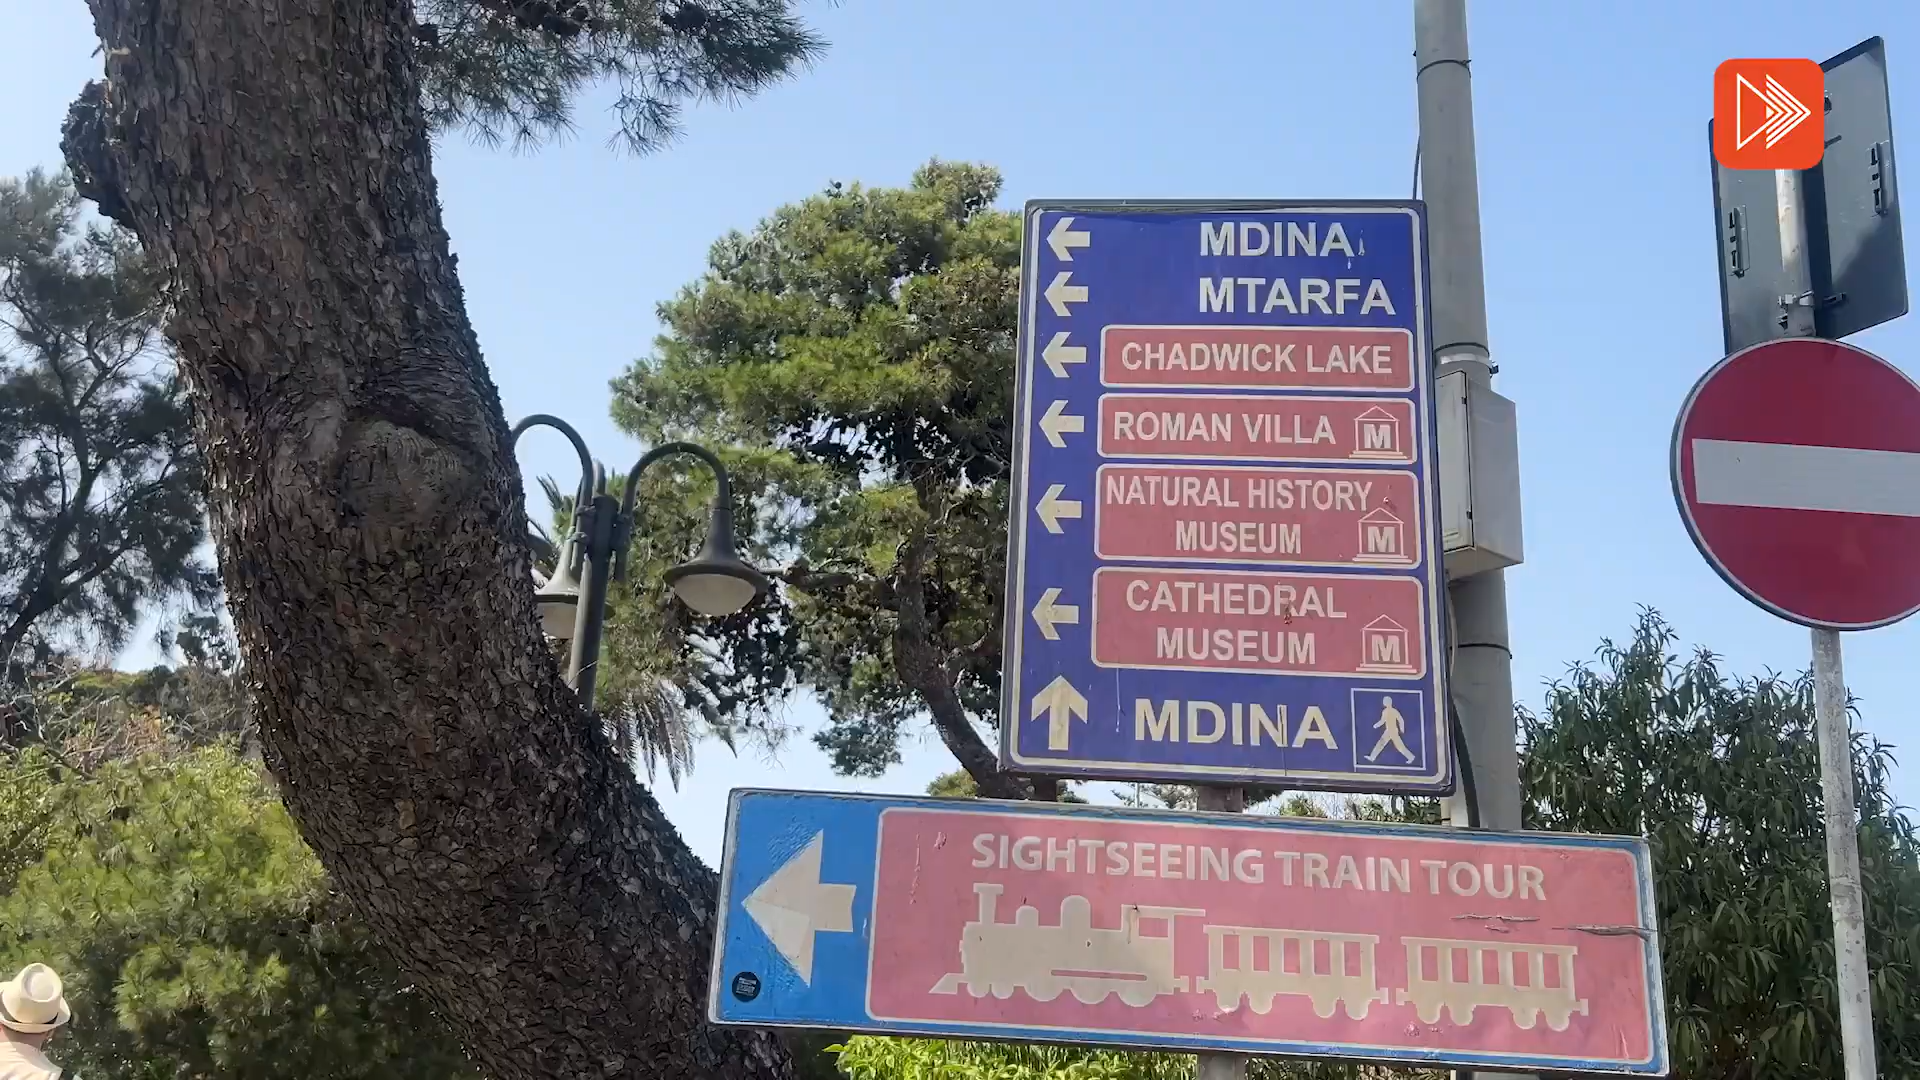 MDINA
MTARFA
CHADWICK LAKE
ROMAN VILLA M
NATURAL HISTORY
MUSEUM M
CATHEDRAL
MUSEUM M
MDINA
SIGHTSEEING TRAIN TOUR